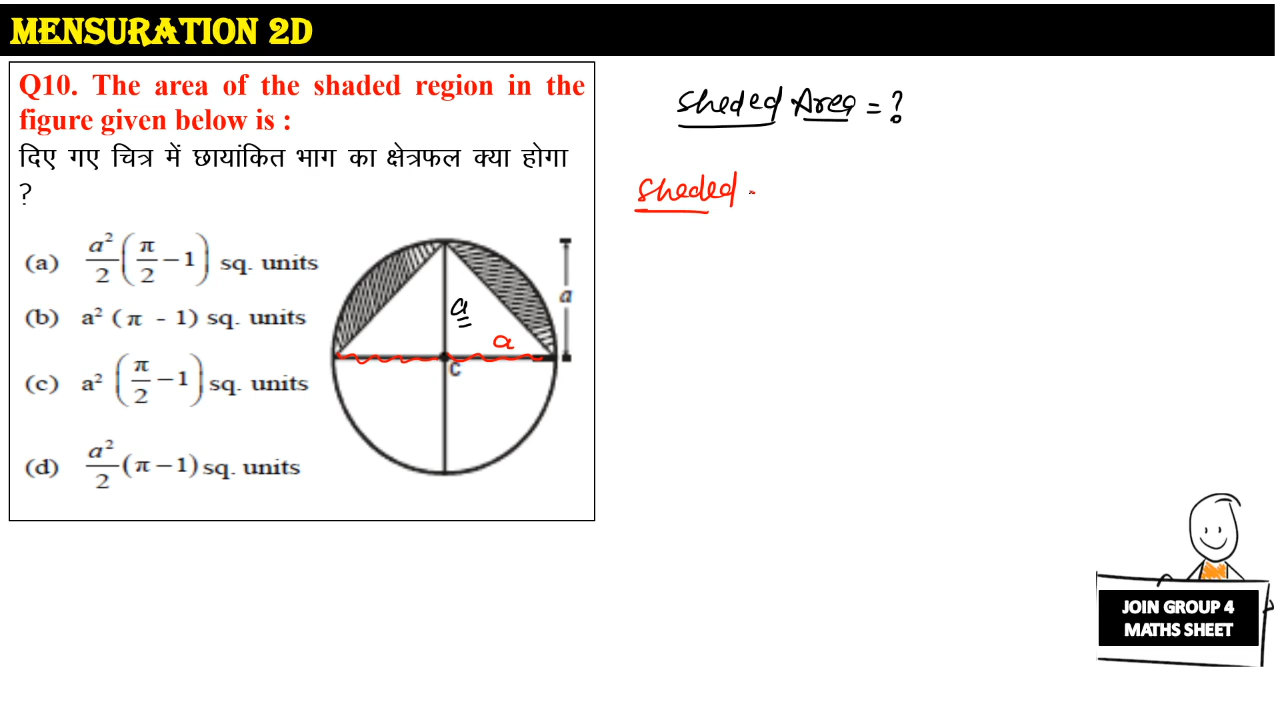 MENSURATION 2D
Q10. The area of the shaded region in the
figure given below is :
दिए गए चित्र में छायांकित भाग का क्षेत्रफल क्या होगा
?
(a) a²/2 (π/2 − 1) sq. units
(b) a² (π - 1) sq. units
(c) a² (π/2 − 1) sq. units
(d) a²/2 (π − 1) sq. units
a
a
a
C
Sheded Area = ?
Sheded
JOIN GROUP 4
MATHS SHEET